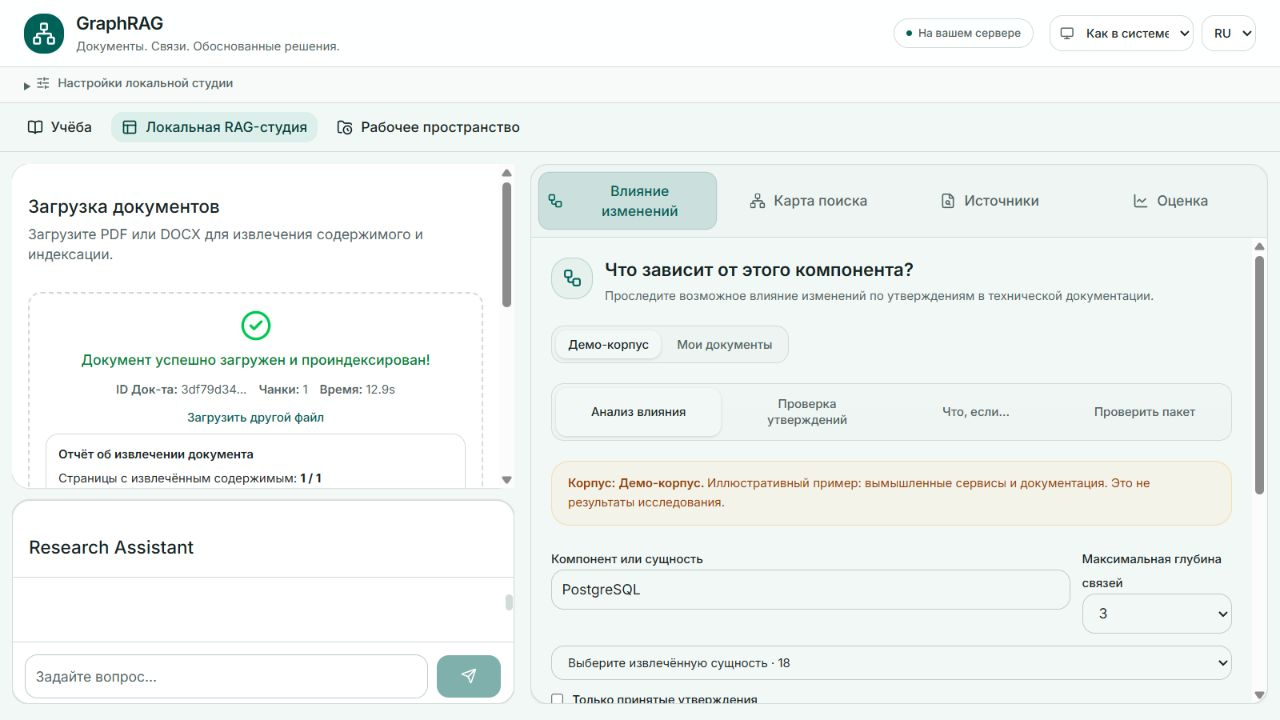 GraphRAG
Документы. Связи. Обоснованные решения.
На вашем сервере
Как в системе
RU
Настройки локальной студии
Учёба
Локальная RAG-студия
Рабочее пространство
Загрузка документов
Загрузите PDF или DOCX для извлечения содержимого и
индексации.
Документ успешно загружен и проиндексирован!
ID Док-та: 3df79d34... Чанки: 1 Время: 12.9s
Загрузить другой файл
Отчёт об извлечении документа
Страницы с извлечённым содержимым: 1 / 1
Research Assistant
Задайте вопрос...
Влияние
изменений
Карта поиска
Источники
Оценка
Что зависит от этого компонента?
Проследите возможное влияние изменений по утверждениям в технической документации.
Демо-корпус
Мои документы
Анализ влияния
Проверка
утверждений
Что, если...
Проверить пакет
Корпус: Демо-корпус. Иллюстративный пример: вымышленные сервисы и документация. Это не
результаты исследования.
Компонент или сущность
PostgreSQL
Максимальная глубина
связей
3
Выберите извлечённую сущность · 18
Только принятые утверждения